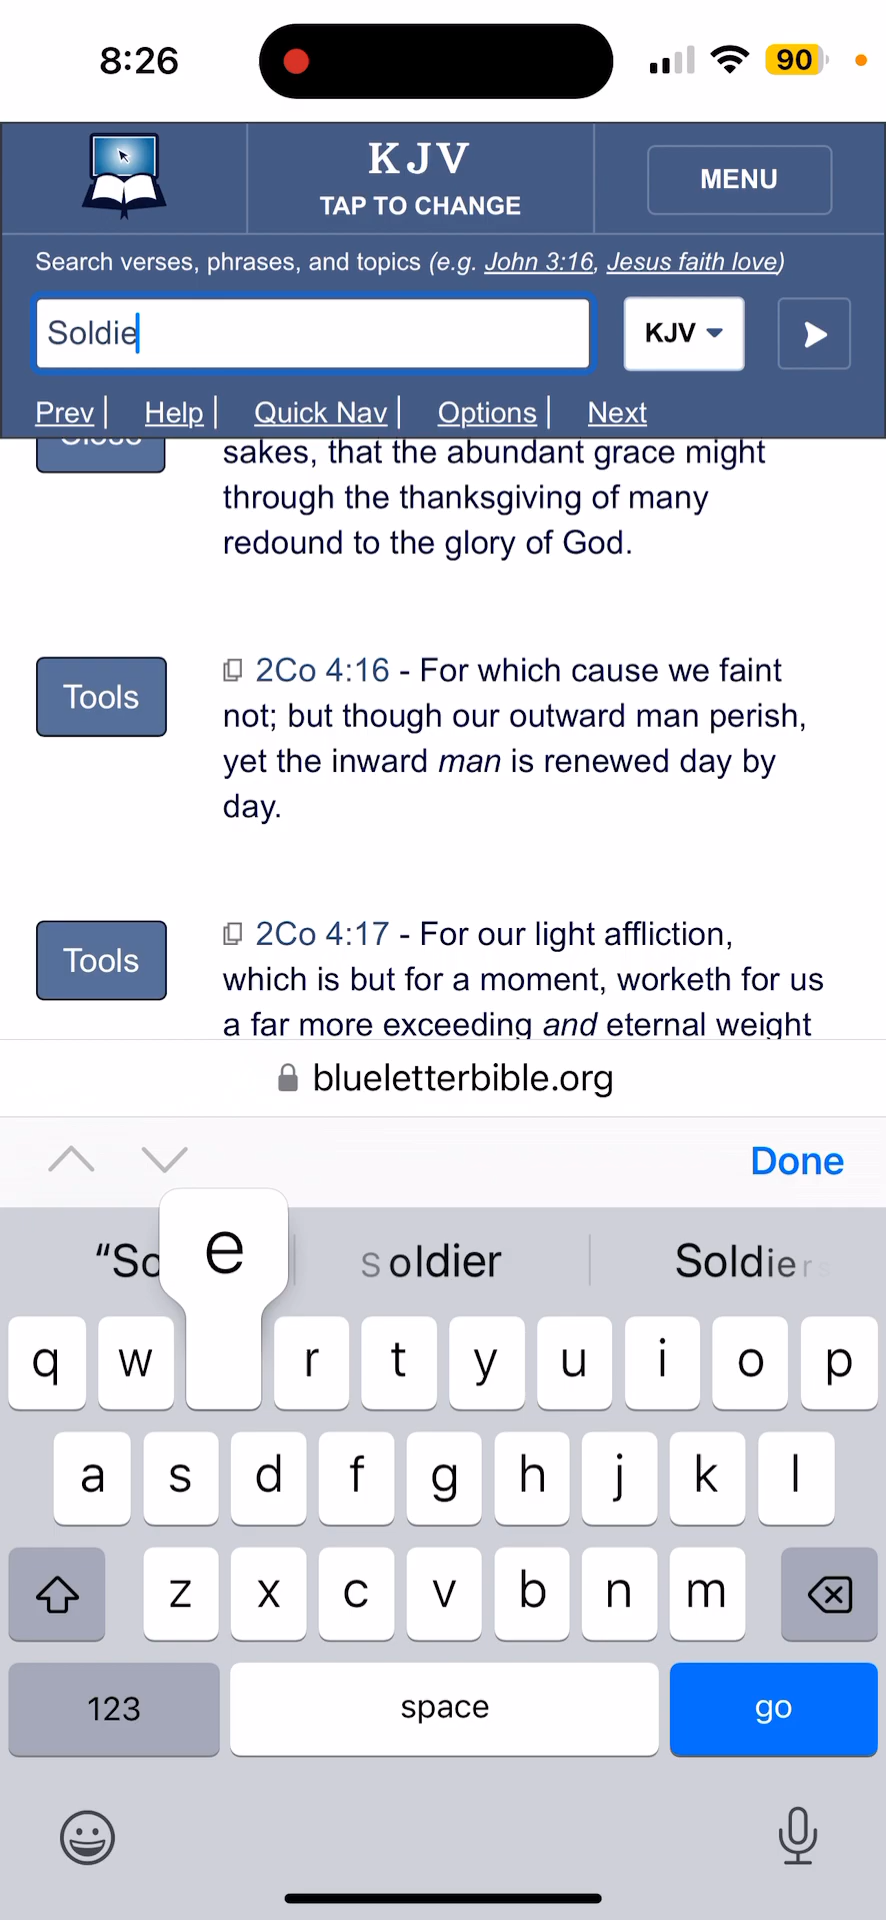 8:26
90
KJV
TAP TO CHANGE
MENU
Search verses, phrases, and topics (e.g. John 3:16, Jesus faith love)
Soldie
KJV
Prev | Help | Quick Nav | Options | Next
sakes, that the abundant grace might
through the thanksgiving of many
redound to the glory of God.
Tools
2Co 4:16 - For which cause we faint
not; but though our outward man perish,
yet the inward man is renewed day by
day.
Tools
2Co 4:17 - For our light affliction,
which is but for a moment, worketh for us
a far more exceeding and eternal weight
blueletterbible.org
Done
“So
e
soldier
Soldiers
q w r t y u i o p
a s d f g h j k l
z x c v b n m
123 space go